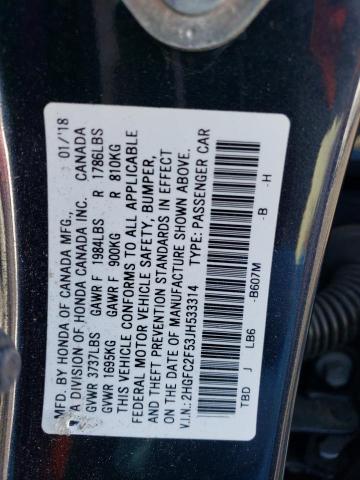 MFD. BY HONDA OF CANADA MFG, 01/'18
A DIVISION OF HONDA CANADA INC. CANADA
GVWR 3737LBS GAWR F 1984LBS R 1786LBS
GVWR 1695KG GAWR F 900KG R 810KG
THIS VEHICLE CONFORMS TO ALL APPLICABLE
FEDERAL MOTOR VEHICLE SAFETY, BUMPER,
AND THEFT PREVENTION STANDARDS IN EFFECT
ON THE DATE OF MANUFACTURE SHOWN ABOVE.
V.I.N.: 2HGFC2F53JH533314 TYPE: PASSENGER CAR
TBD J LB6 -B607M -B -H